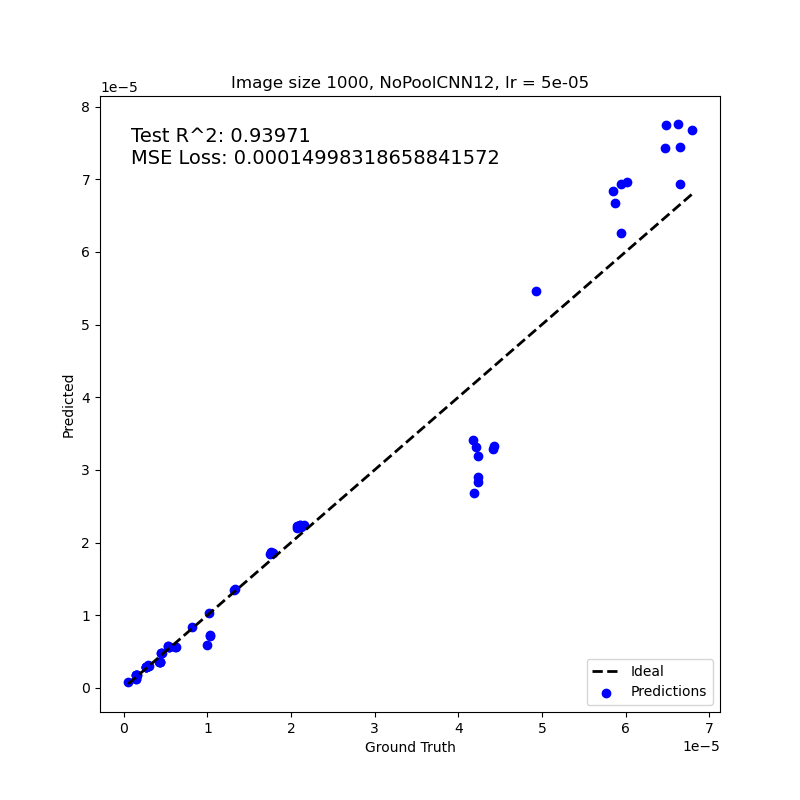 Image size 1000, NoPoolCNN12, lr = 5e-05
1e−5
Test R^2: 0.93971
MSE Loss: 0.00014998318658841572
8
7
6
5
4
3
2
1
0
Predicted
Ideal
Predictions
0 1 2 3 4 5 6 7
Ground Truth
1e−5